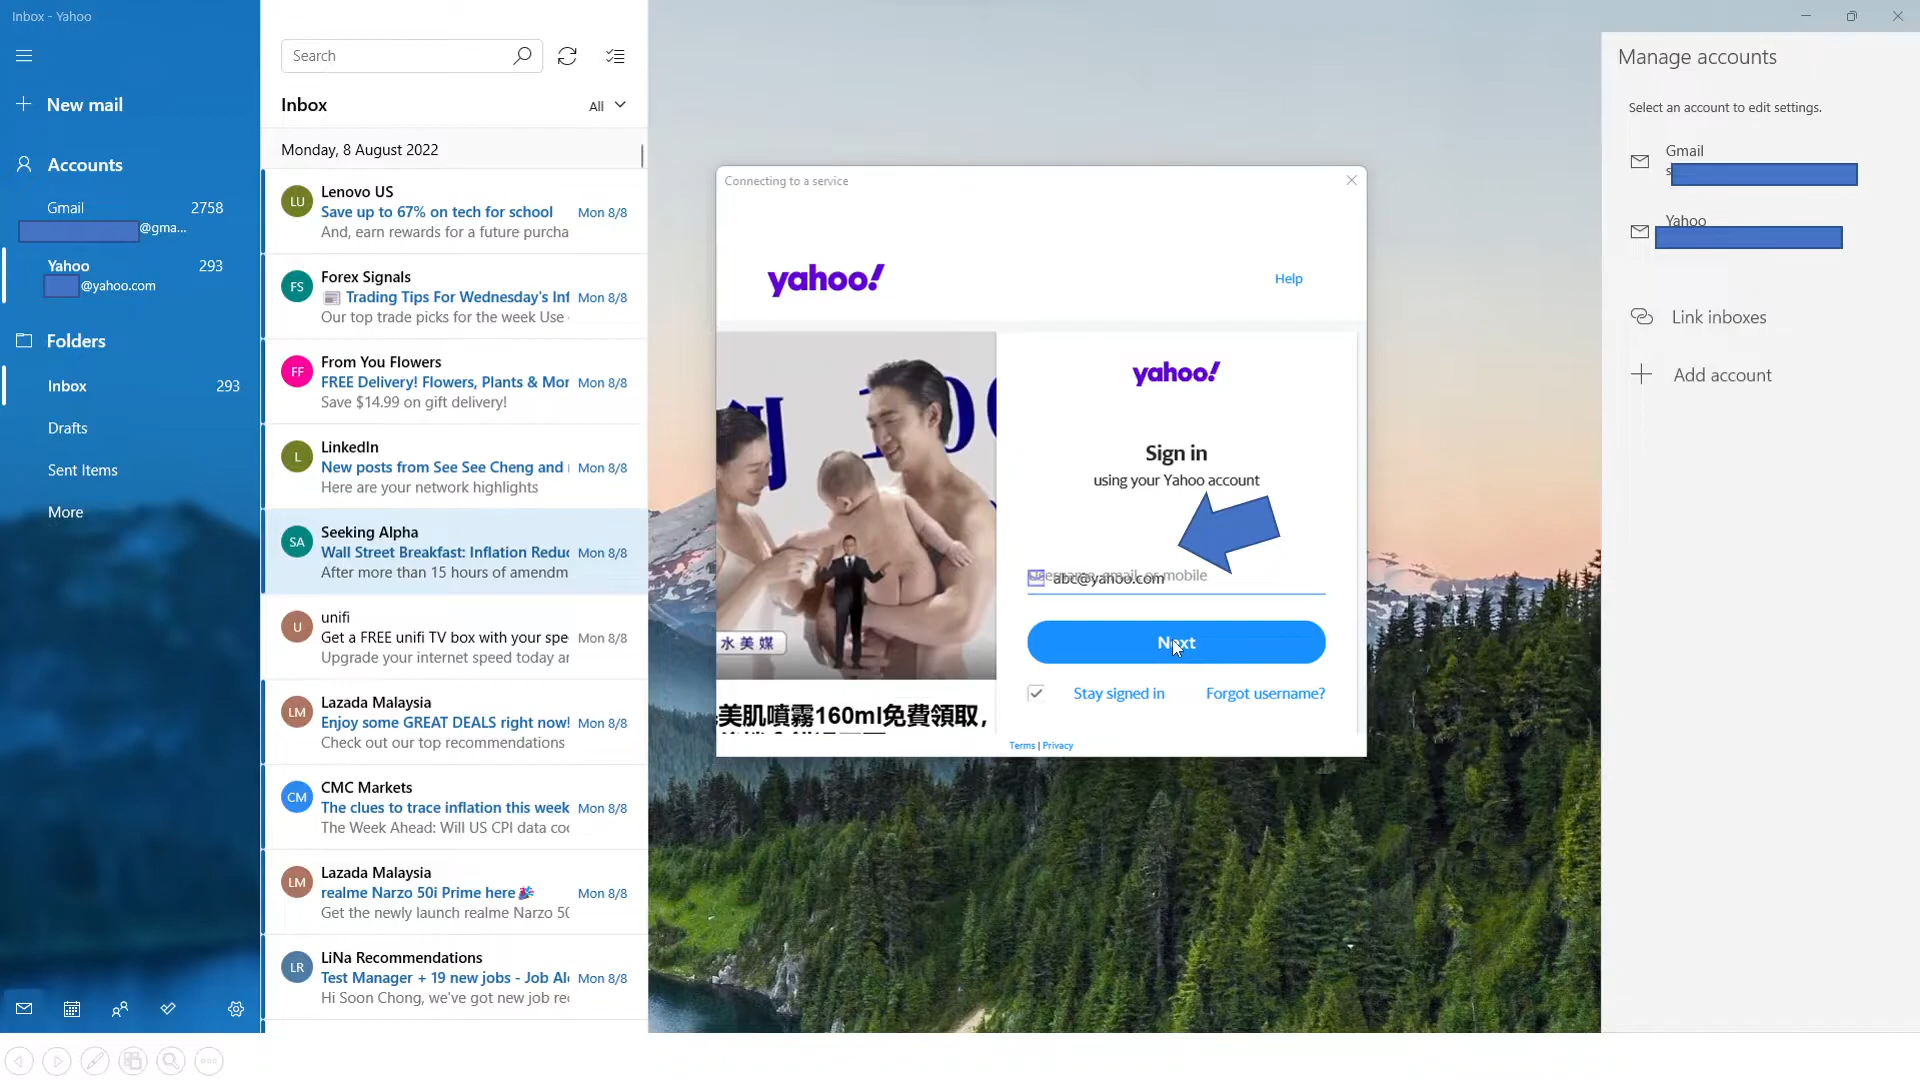 Inbox - Yahoo
New mail
Accounts
Gmail 2758
@gma...
Yahoo 293
@yahoo.com
Folders
Inbox 293
Drafts
Sent Items
More
Search
Inbox All
Monday, 8 August 2022
LU Lenovo US
Save up to 67% on tech for school Mon 8/8
And, earn rewards for a future purcha
FS Forex Signals
Trading Tips For Wednesday's Inf Mon 8/8
Our top trade picks for the week Use
FF From You Flowers
FREE Delivery! Flowers, Plants & Mor Mon 8/8
Save $14.99 on gift delivery!
L LinkedIn
New posts from See See Cheng and Mon 8/8
Here are your network highlights
SA Seeking Alpha
Wall Street Breakfast: Inflation Reduc Mon 8/8
After more than 15 hours of amendm
U unifi
Get a FREE unifi TV box with your spe Mon 8/8
Upgrade your internet speed today ar
LM Lazada Malaysia
Enjoy some GREAT DEALS right now! Mon 8/8
Check out our top recommendations
CM CMC Markets
The clues to trace inflation this week Mon 8/8
The Week Ahead: Will US CPI data co
LM Lazada Malaysia
realme Narzo 50i Prime here Mon 8/8
Get the newly launch realme Narzo 50
LR LiNa Recommendations
Test Manager + 19 new jobs - Job Al Mon 8/8
Hi Soon Chong, we've got new job re
Connecting to a service
yahoo!
Help
水美媒
美肌噴霧160ml免費領取,
yahoo!
Sign in
using your Yahoo account
Username, email, or mobile
abc@yahoo.com
Next
Stay signed in Forgot username?
Terms | Privacy
Manage accounts
Select an account to edit settings.
Gmail
s
Yahoo
Link inboxes
Add account